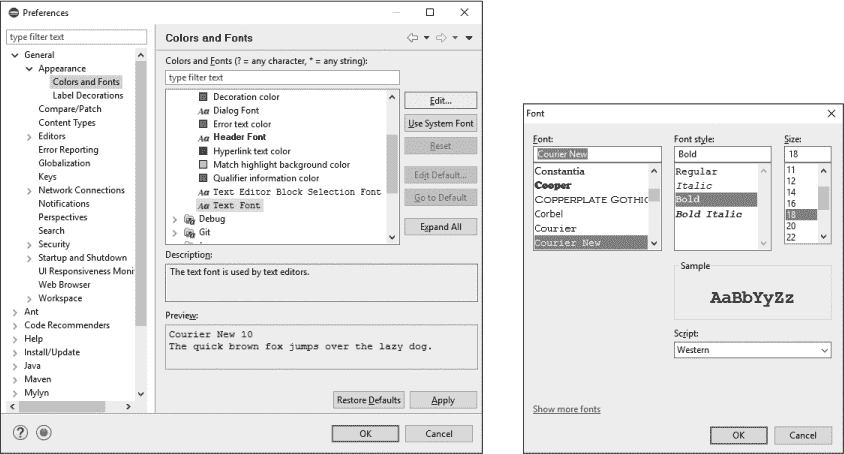 Preferences
type filter text
General
Appearance
Colors and Fonts
Label Decorations
Compare/Patch
Content Types
Editors
Error Reporting
Globalization
Keys
Network Connections
Notifications
Perspectives
Search
Security
Startup and Shutdown
UI Responsiveness Moni
Web Browser
Workspace
Ant
Code Recommenders
Help
Install/Update
Java
Maven
Mylyn
Colors and Fonts
Colors and Fonts (? = any character, * = any string):
type filter text
Decoration color
Aa Dialog Font
Error text color
Aa Header Font
Hyperlink text color
Match highlight background color
Qualifier information color
Aa Text Editor Block Selection Font
Aa Text Font
Debug
Git
Edit...
Use System Font
Reset
Edit Default...
Go to Default
Expand All
Description:
The text font is used by text editors.
Preview:
Courier New 10
The quick brown fox jumps over the lazy dog.
Restore Defaults
Apply
OK
Cancel
Font
Font:
Courier New
Constantia
Cooper
Copperplate Gothic
Corbel
Courier
Courier New
Font style:
Bold
Regular
Italic
Bold
Bold Italic
Size:
18
11
12
14
16
18
20
22
Sample
AaBbYyZz
Script:
Western
Show more fonts
OK
Cancel